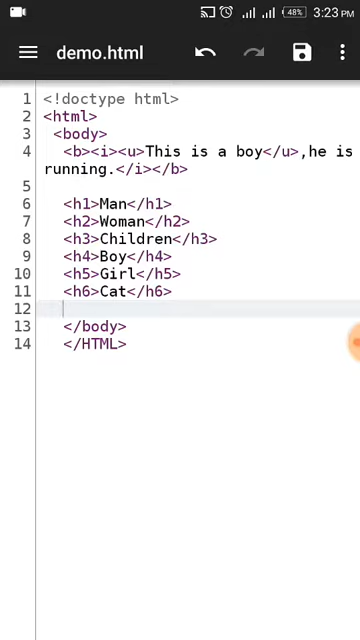 48% 3:23 PM
demo.html
1 <!doctype html>
2 <html>
3 <body>
4 <b><i><u>This is a boy</u>,he is
running.</i></b>
5
6 <h1>Man</h1>
7 <h2>Woman</h2>
8 <h3>Children</h3>
9 <h4>Boy</h4>
10 <h5>Girl</h5>
11 <h6>Cat</h6>
12
13 </body>
14 </HTML>